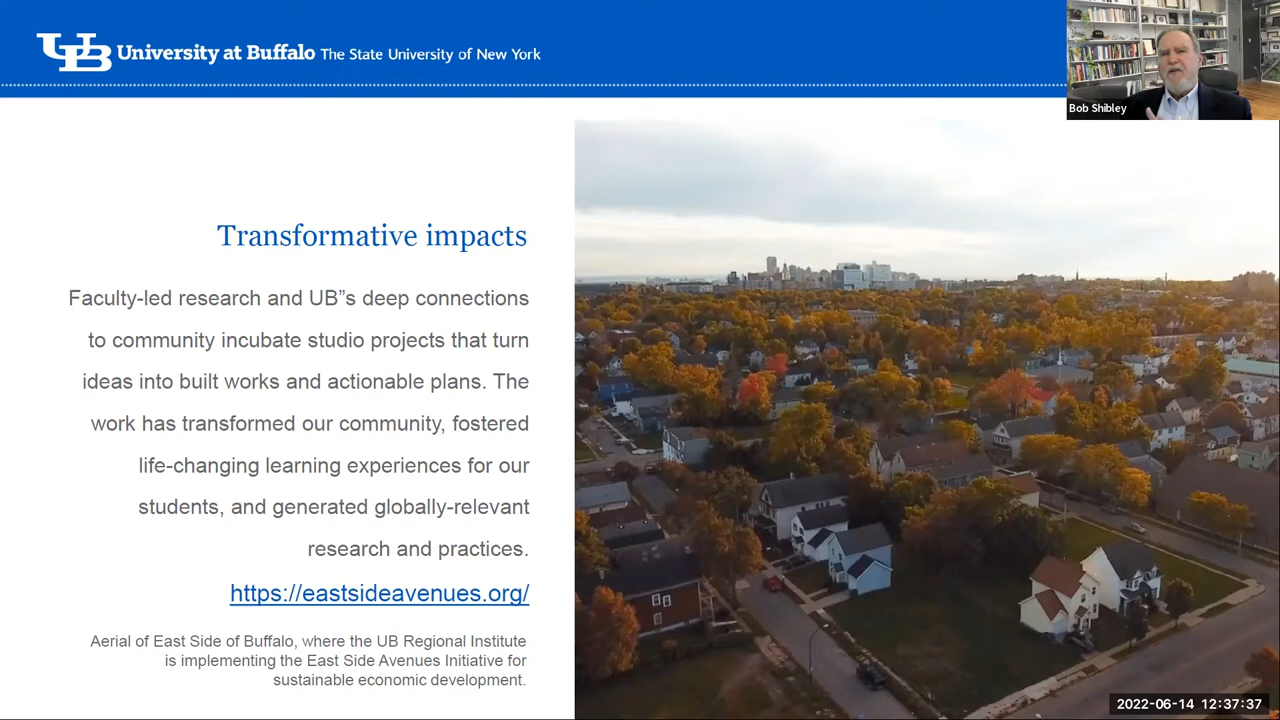 UB University at Buffalo The State University of New York
Bob Shibley
Transformative impacts
Faculty-led research and UB”s deep connections
to community incubate studio projects that turn
ideas into built works and actionable plans. The
work has transformed our community, fostered
life-changing learning experiences for our
students, and generated globally-relevant
research and practices.
https://eastsideavenues.org/
Aerial of East Side of Buffalo, where the UB Regional Institute
is implementing the East Side Avenues Initiative for
sustainable economic development.
2022-06-14 12:37:37